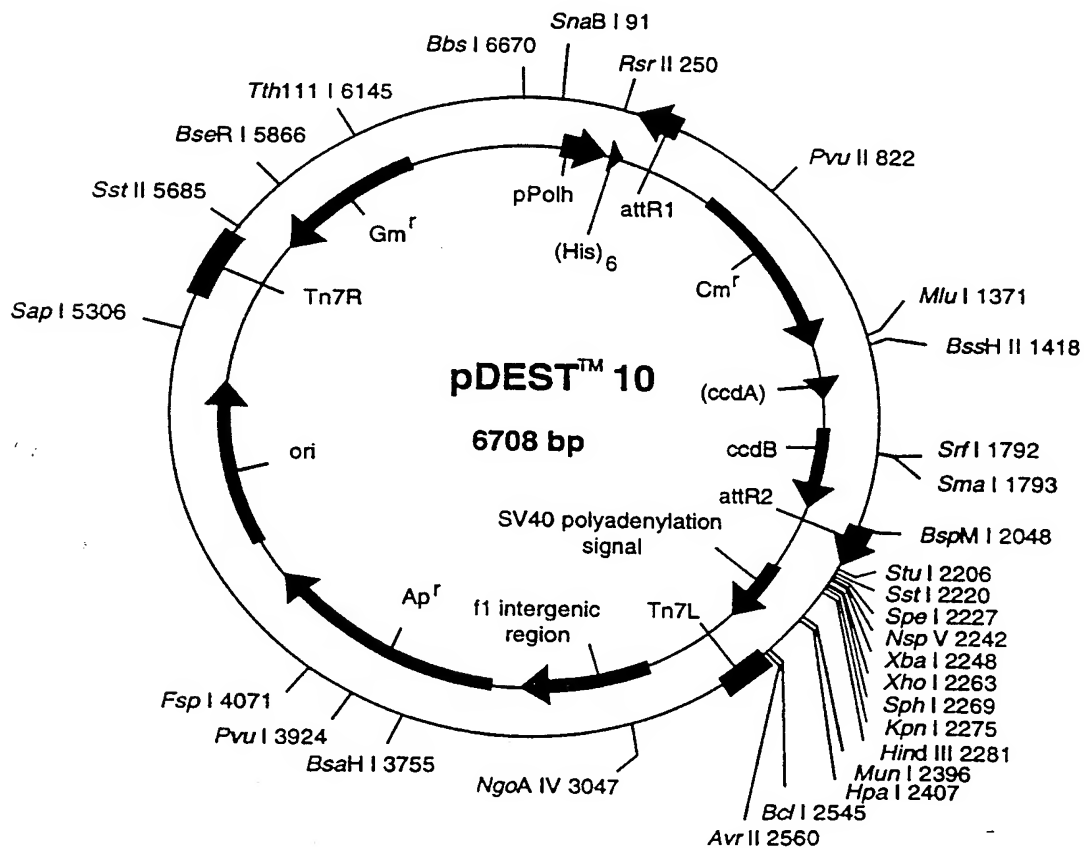 SnaB I 91
Bbs I 6670
Rsr II 250
Tth111 I 6145
BseR I 5866
Pvu II 822
Sst II 5685
pPolh
attR1
Gmʳ
(His)₆
Cmʳ
Tn7R
Sap I 5306
Mlu I 1371
BssH II 1418
pDEST™ 10
(ccdA)
6708 bp
ccdB
ori
Srf I 1792
Sma I 1793
attR2
SV40 polyadenylation
signal
BspM I 2048
Stu I 2206
Sst I 2220
Spe I 2227
Nsp V 2242
Xba I 2248
Xho I 2263
Sph I 2269
Kpn I 2275
Hind III 2281
Mun I 2396
Hpa I 2407
Apʳ
f1 intergenic
region
Tn7L
Fsp I 4071
Pvu I 3924
BsaH I 3755
NgoA IV 3047
Bcl I 2545
Avr II 2560